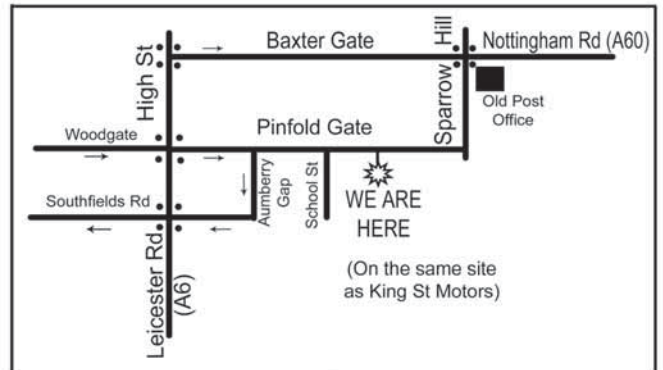 Baxter Gate
Hill
Nottingham Rd (A60)
High St
Sparrow
Old Post
Office
Woodgate
Pinfold Gate
Southfields Rd
Aumberry
Gap
School St
WE ARE
HERE
Leicester Rd
(A6)
(On the same site
as King St Motors)